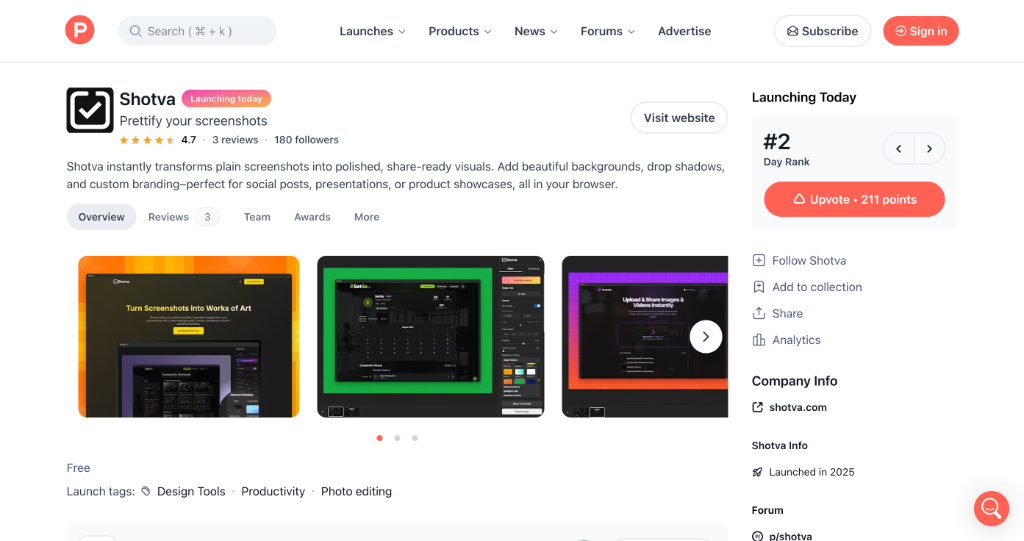 P
Search ( ⌘ + k )
Launches
Products
News
Forums
Advertise
Subscribe
Sign in
Shotva
Launching today
Prettify your screenshots
4.7 · 3 reviews · 180 followers
Visit website
Shotva instantly transforms plain screenshots into polished, share-ready visuals. Add beautiful backgrounds, drop shadows,
and custom branding—perfect for social posts, presentations, or product showcases, all in your browser.
Overview
Reviews 3
Team
Awards
More
Turn Screenshots into Works of Art
Upload & Share Images &
Videos Instantly
Free
Launch tags: Design Tools · Productivity · Photo editing
Launching Today
#2
Day Rank
Upvote • 211 points
Follow Shotva
Add to collection
Share
Analytics
Company Info
shotva.com
Shotva Info
Launched in 2025
Forum
p/shotva